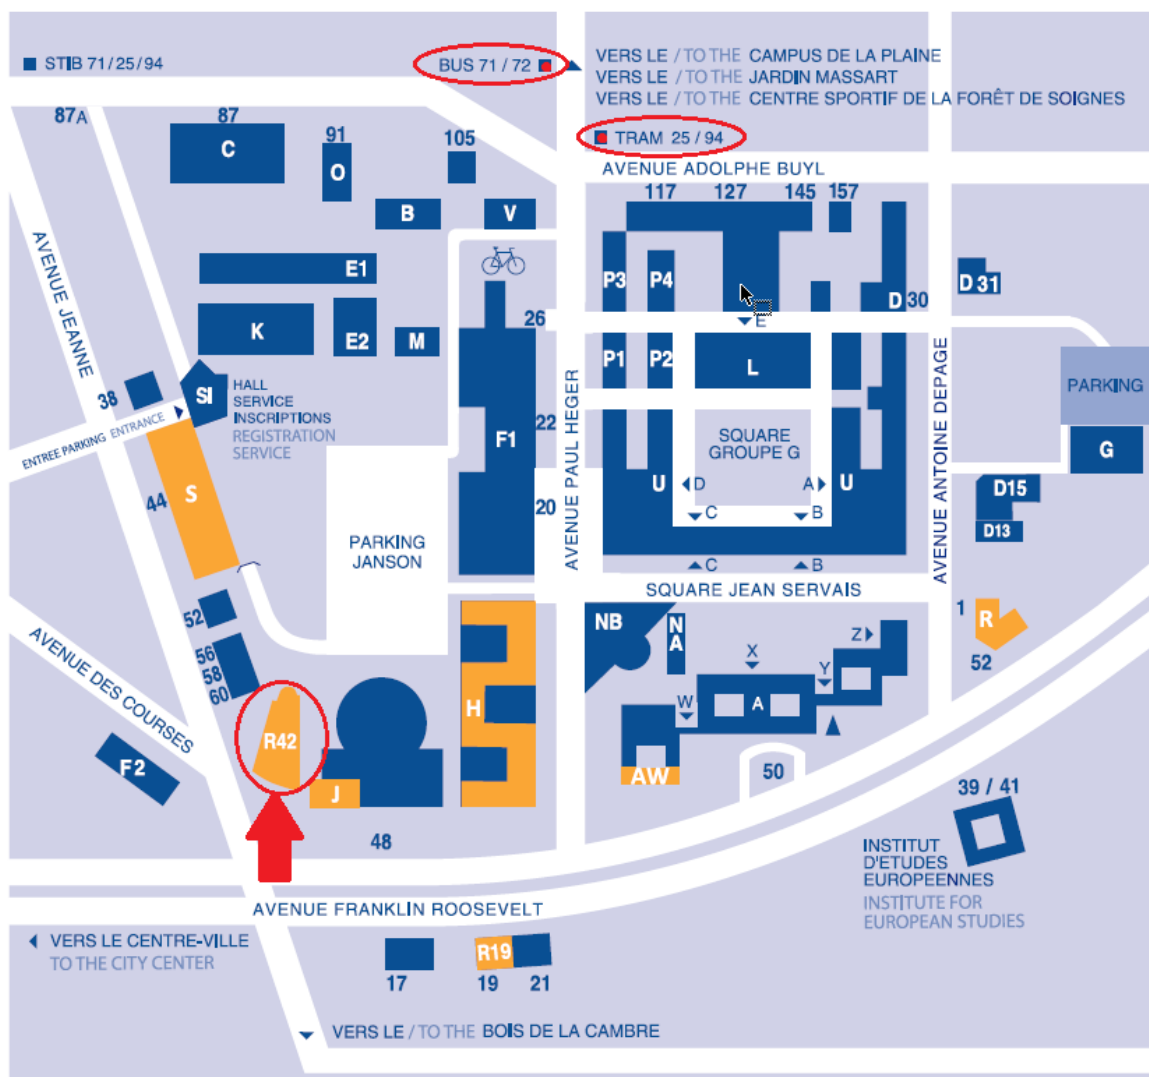 STIB 71/25/94
BUS 71 / 72
VERS LE / TO THE CAMPUS DE LA PLAINE
VERS LE / TO THE JARDIN MASSART
VERS LE / TO THE CENTRE SPORTIF DE LA FORÊT DE SOIGNES
87A
87
91
105
TRAM 25 / 94
AVENUE ADOLPHE BUYL
117
127
145
157
C
O
B
V
E1
P3
P4
D 30
D 31
AVENUE JEANNE
K
E2
M
26
E
P1
P2
L
PARKING
38
SI
HALL
SERVICE
INSCRIPTIONS
REGISTRATION
SERVICE
ENTREE PARKING ENTRANCE
F1
22
AVENUE PAUL HEGER
SQUARE
GROUPE G
AVENUE ANTOINE DEPAGE
G
44
S
20
U
D
A
U
C
B
D15
D13
PARKING
JANSON
C
B
SQUARE JEAN SERVAIS
52
56
58
60
NB
NA
X
Z
Y
W
A
1
R
52
AVENUE DES COURSES
R42
H
F2
J
AW
50
48
39 / 41
INSTITUT
D'ETUDES
EUROPEENNES
INSTITUTE FOR
EUROPEAN STUDIES
AVENUE FRANKLIN ROOSEVELT
VERS LE CENTRE-VILLE
TO THE CITY CENTER
R19
17
19
21
VERS LE / TO THE BOIS DE LA CAMBRE